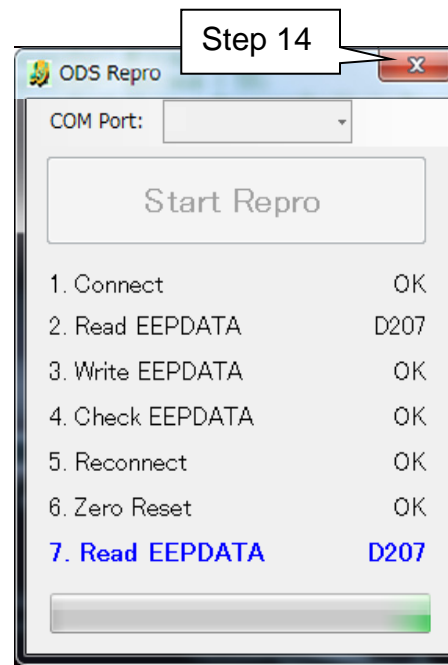 Step 14
ODS Repro
COM Port:
Start Repro
1. Connect OK
2. Read EEPDATA D207
3. Write EEPDATA OK
4. Check EEPDATA OK
5. Reconnect OK
6. Zero Reset OK
7. Read EEPDATA D207